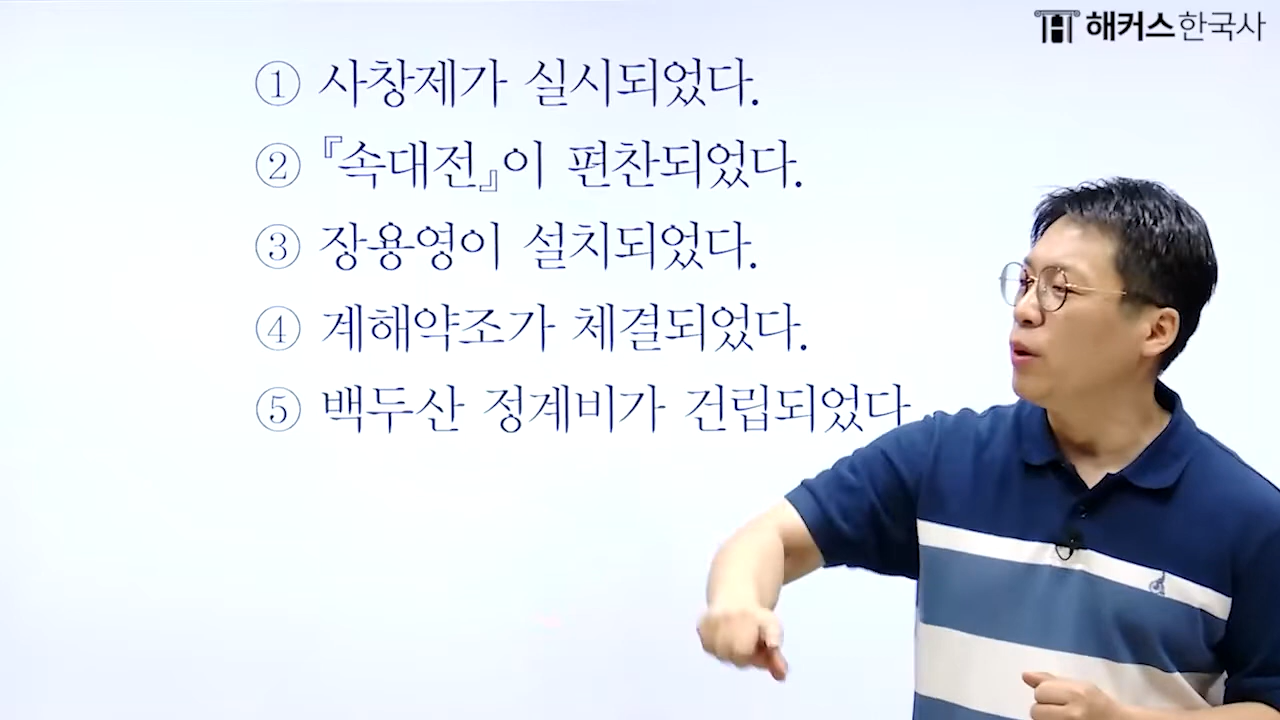 해커스한국사
① 사창제가 실시되었다.
② 『속대전』이 편찬되었다.
③ 장용영이 설치되었다.
④ 계해약조가 체결되었다.
⑤ 백두산 정계비가 건립되었다